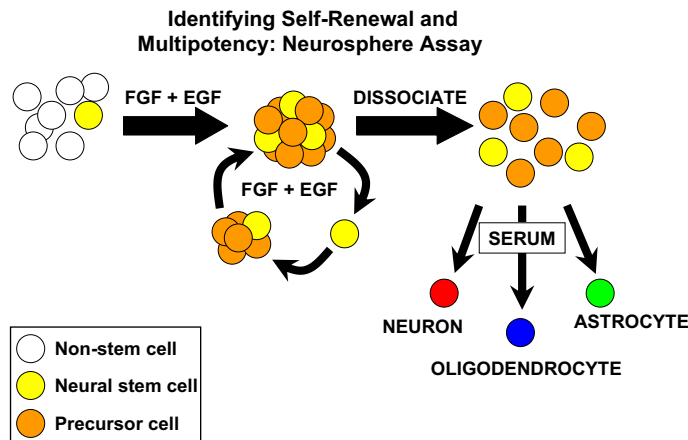 Identifying Self-Renewal and
Multipotency: Neurosphere Assay
FGF + EGF
DISSOCIATE
FGF + EGF
SERUM
NEURON
ASTROCYTE
OLIGODENDROCYTE
Non-stem cell
Neural stem cell
Precursor cell